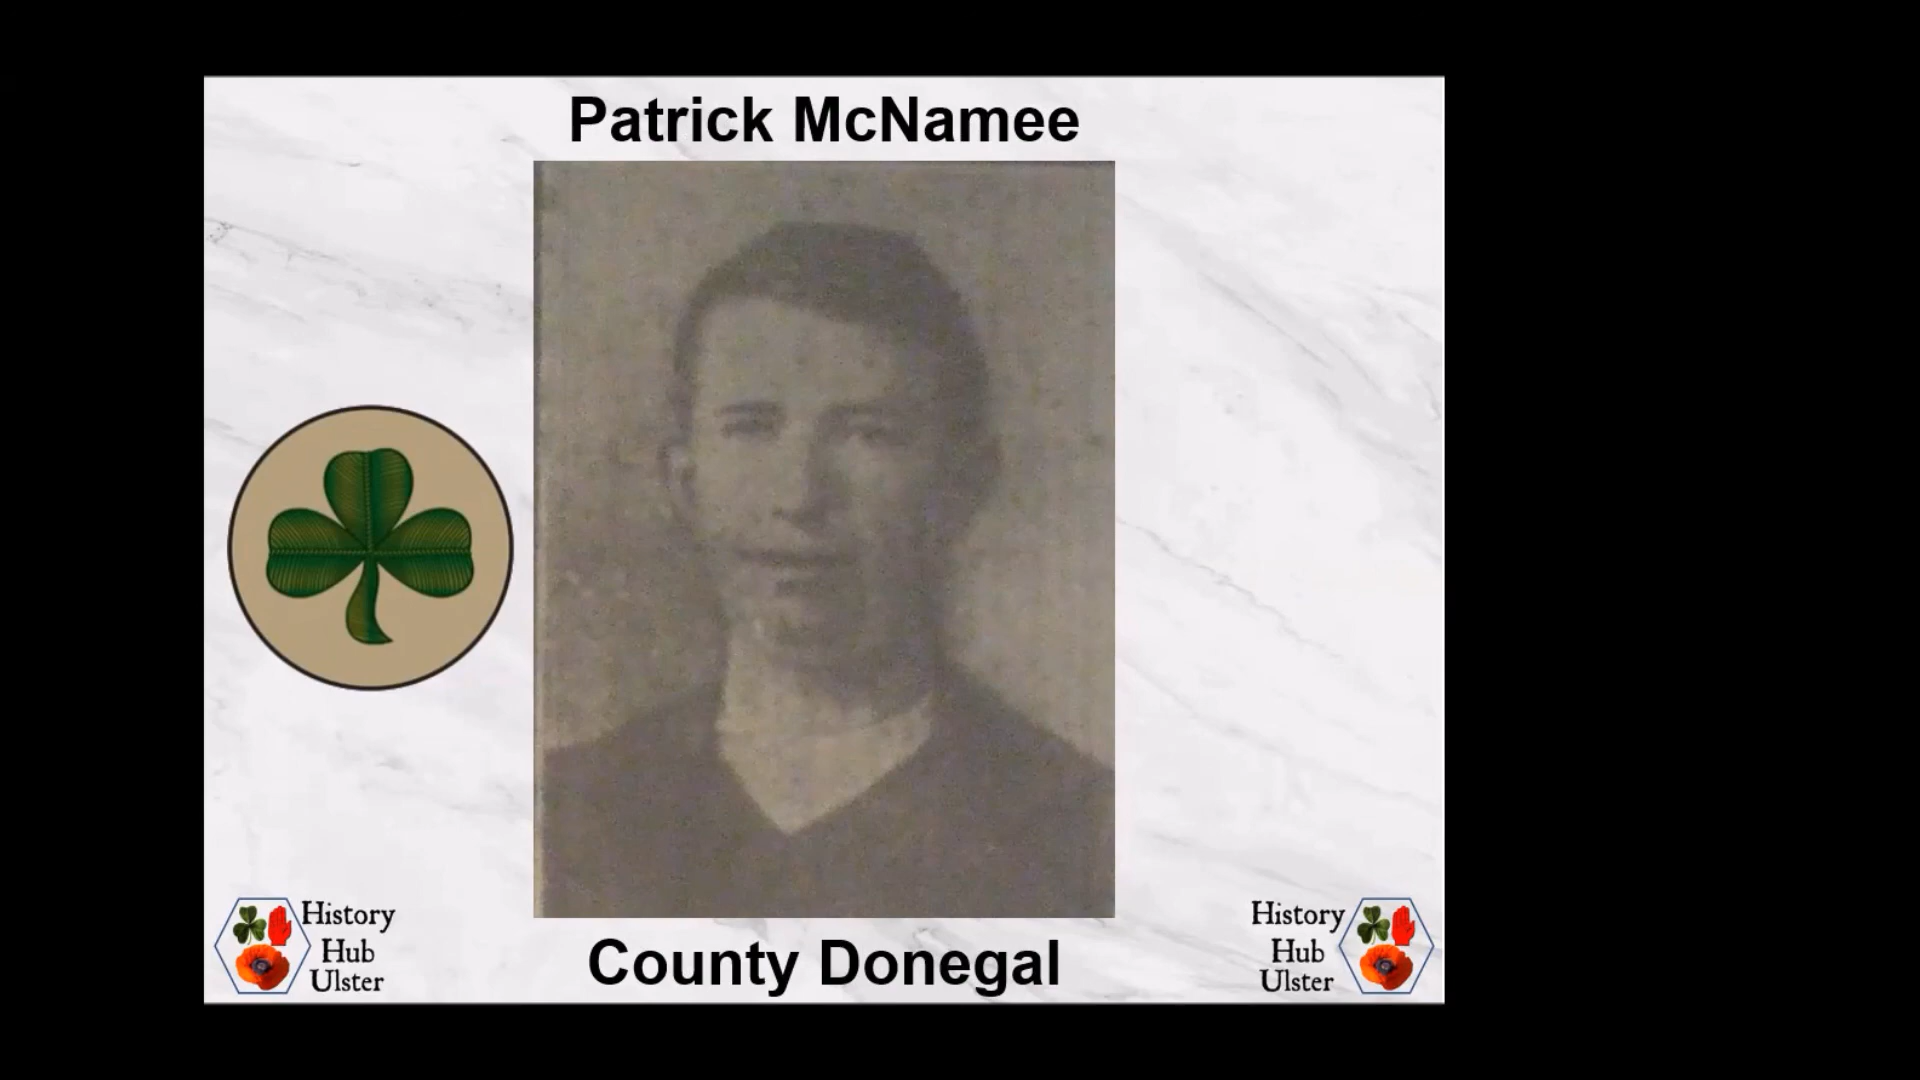 Patrick McNamee
County Donegal
History
Hub
Ulster
History
Hub
Ulster